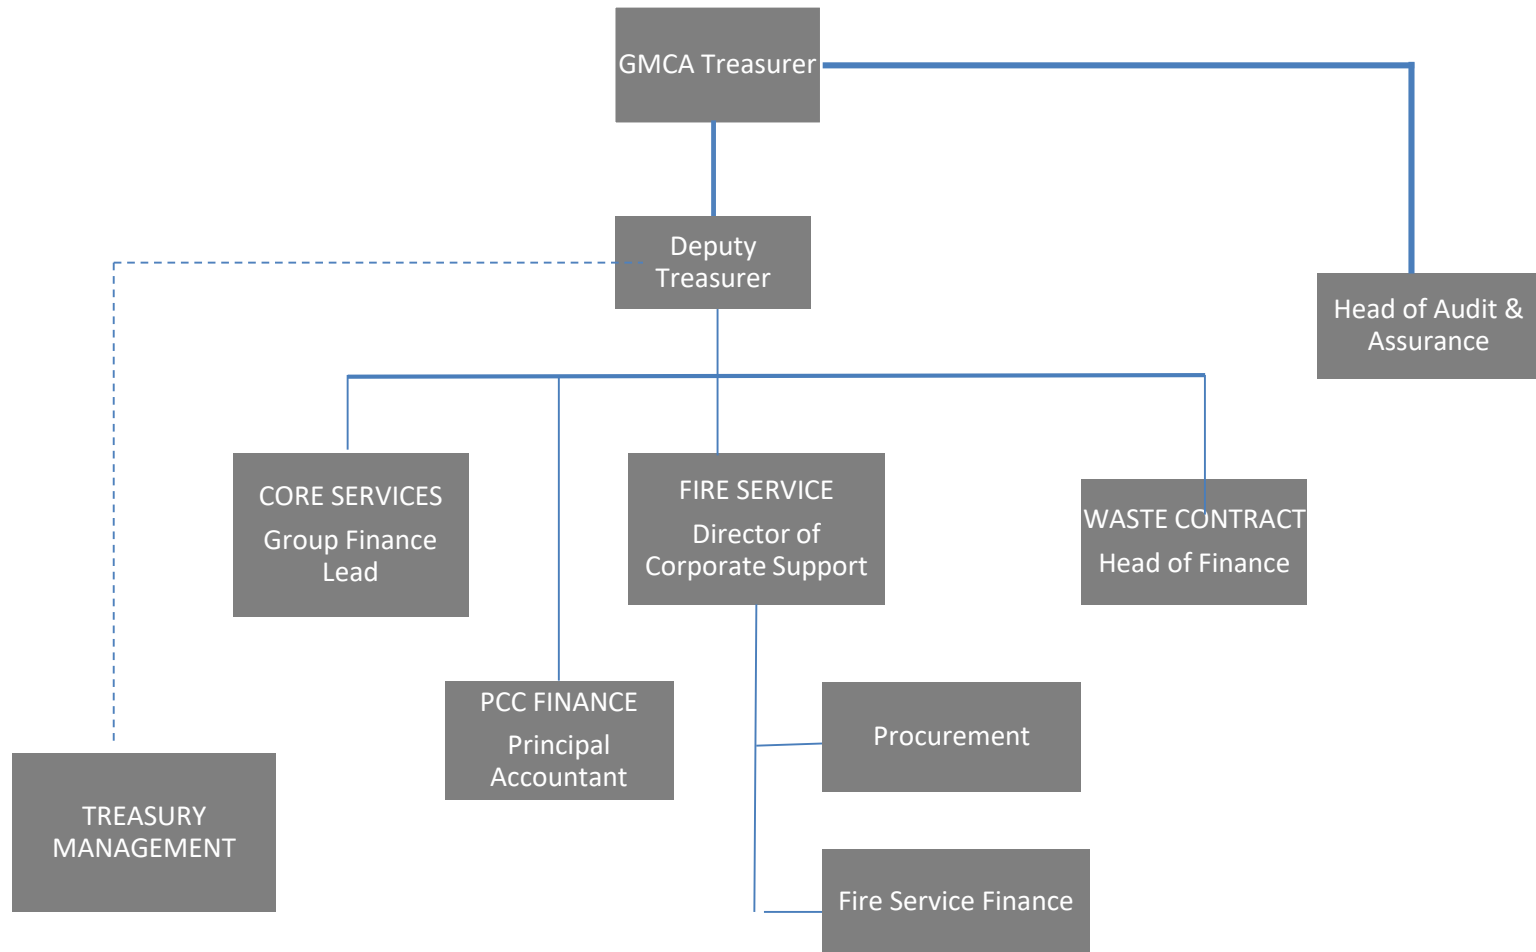 GMCA Treasurer
Deputy
Treasurer
Head of Audit &
Assurance
CORE SERVICES
Group Finance
Lead
FIRE SERVICE
Director of
Corporate Support
WASTE CONTRACT
Head of Finance
PCC FINANCE
Principal
Accountant
Procurement
TREASURY
MANAGEMENT
Fire Service Finance